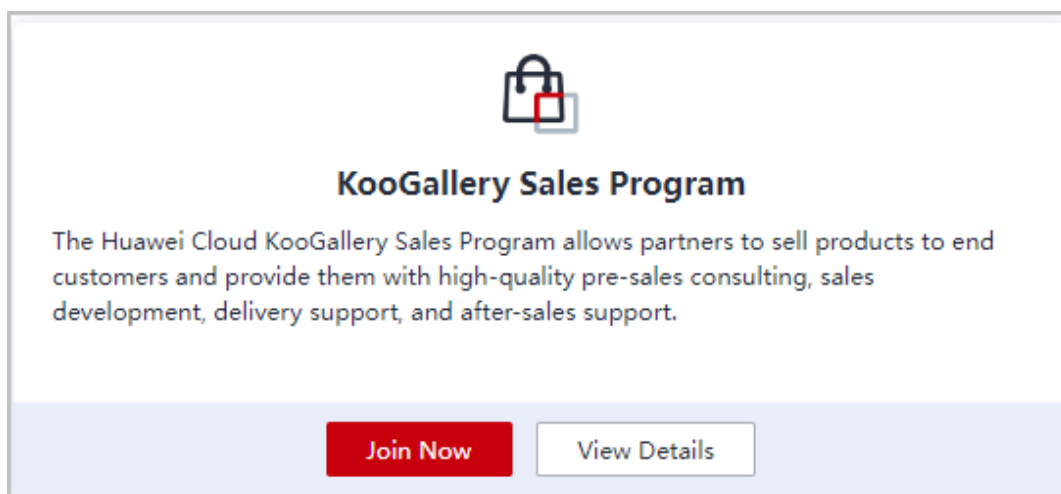 KooGallery Sales Program
The Huawei Cloud KooGallery Sales Program allows partners to sell products to end
customers and provide them with high-quality pre-sales consulting, sales
development, delivery support, and after-sales support.
Join Now
View Details